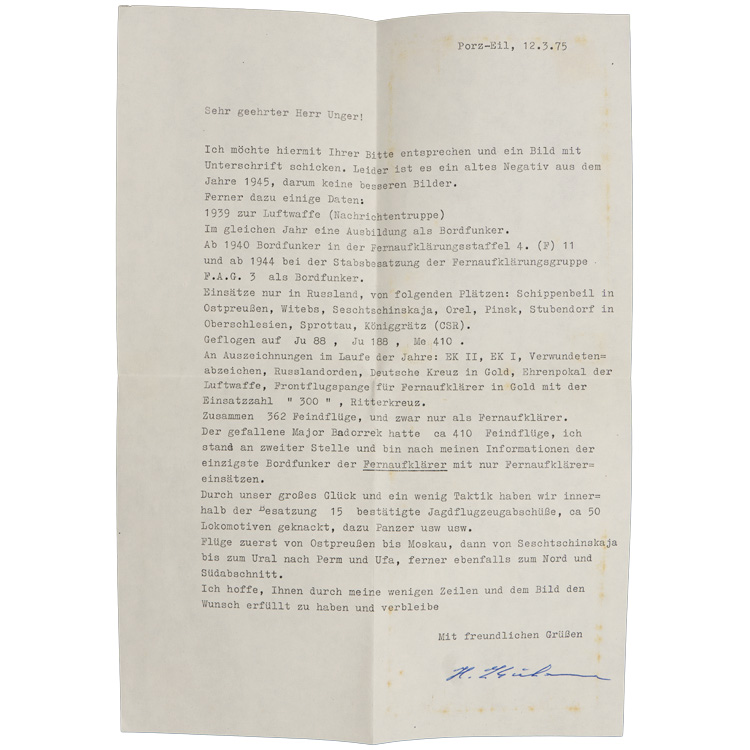 Porz-Eil, 12.3.75
Sehr geehrter Herr Unger!
Ich möchte hiermit Ihrer Bitte entsprechen und ein Bild mit
Unterschrift schicken. Leider ist es ein altes Negativ aus dem
Jahre 1945, darum keine besseren Bilder.
Ferner dazu einige Daten:
1939 zur Luftwaffe (Nachrichtentruppe)
Im gleichen Jahr eine Ausbildung als Bordfunker.
Ab 1940 Bordfunker in der Fernaufklärungsstaffel 4. (F) 11
und ab 1944 bei der Stabsbesatzung der Fernaufklärungsgruppe
F.A.G. 3 als Bordfunker.
Einsätze nur in Russland, von folgenden Plätzen: Schippenbeil in
Ostpreußen, Witebs, Seschtschinskaja, Orel, Pinsk, Stubendorf in
Oberschlesien, Sprottau, Königgrätz (CSR).
Geflogen auf Ju 88 , Ju 188 , Me 410 .
An Auszeichnungen im Laufe der Jahre: EK II, EK I, Verwundeten=
abzeichen, Russlandorden, Deutsche Kreuz in Gold, Ehrenpokal der
Luftwaffe, Frontflugspange für Fernaufklärer in Gold mit der
Einsatzzahl " 300 " , Ritterkreuz.
Zusammen 362 Feindflüge, und zwar nur als Fernaufklärer.
Der gefallene Major Badorrek hatte ca 410 Feindflüge, ich
stand an zweiter Stelle und bin nach meinen Informationen der
einzigste Bordfunker der Fernaufklärer mit nur Fernaufklärer=
einsätzen.
Durch unser großes Glück und ein wenig Taktik haben wir inner=
halb der Besatzung 15 bestätigte Jagdflugzeugabschüße, ca 50
Lokomotiven geknackt, dazu Panzer usw usw.
Flüge zuerst von Ostpreußen bis Moskau, dann von Seschtschinskaja
bis zum Ural nach Perm und Ufa, ferner ebenfalls zum Nord und
Südabschnitt.
Ich hoffe, Ihnen durch meine wenigen Zeilen und dem Bild den
Wunsch erfüllt zu haben und verbleibe
Mit freundlichen Grüßen
H.